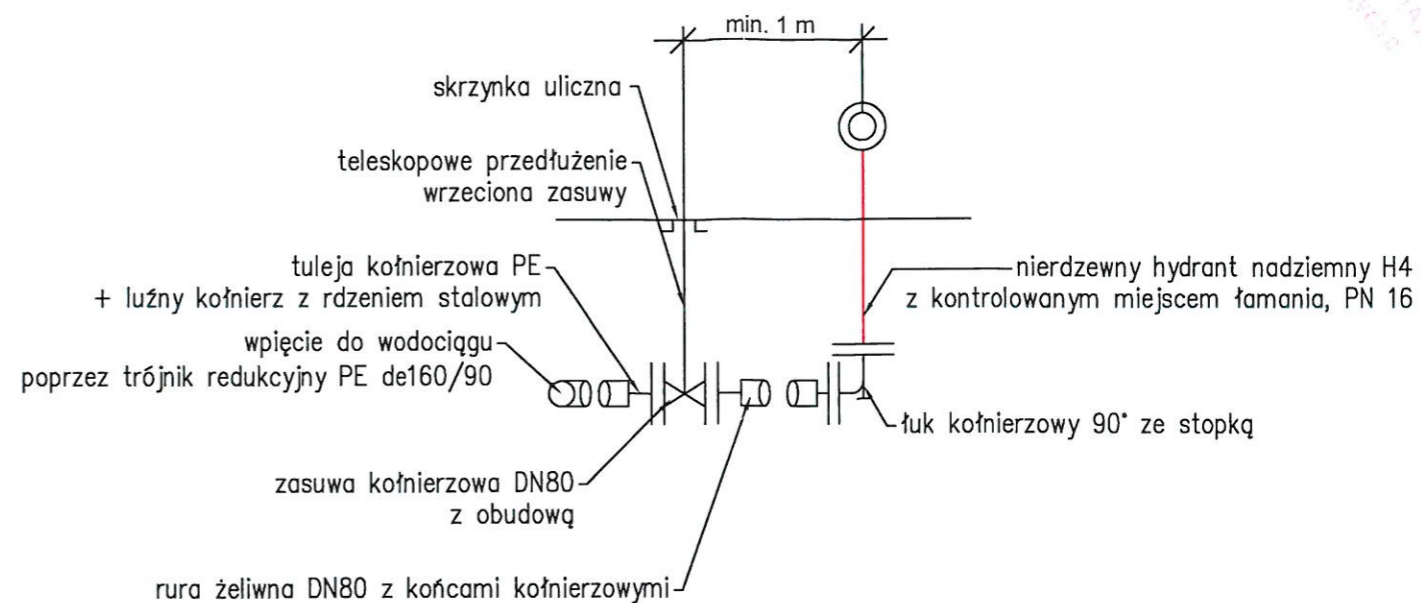 min. 1 m
skrzynka uliczna
teleskopowe przedłużenie
wrzeciona zasuwy
tuleja kołnierzowa PE
+ luźny kołnierz z rdzeniem stalowym
nierdzewny hydrant nadziemny H4
z kontrolowanym miejscem łamania, PN 16
wpięcie do wodociągu
poprzez trójnik redukcyjny PE de160/90
łuk kołnierzowy 90° ze stopką
zasuwa kołnierzowa DN80
z obudową
rura żeliwna DN80 z końcami kołnierzowymi